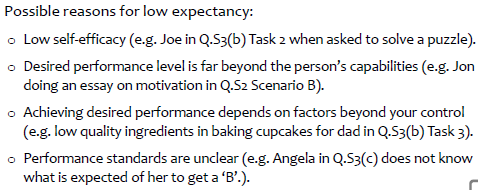 Possible reasons for low expectancy:
o Low self-efficacy (e.g. Joe in Q.S3(b) Task 2 when asked to solve a puzzle).
o Desired performance level is far beyond the person's capabilities (e.g. Jon
doing an essay on motivation in Q.S2 Scenario B).
o Achieving desired performance depends on factors beyond your control
(e.g. low quality ingredients in baking cupcakes for dad in Q.S3(b) Task 3).
o Performance standards are unclear (e.g. Angela in Q.S3(c) does not know
what is expected of her to get a ‘B’.).